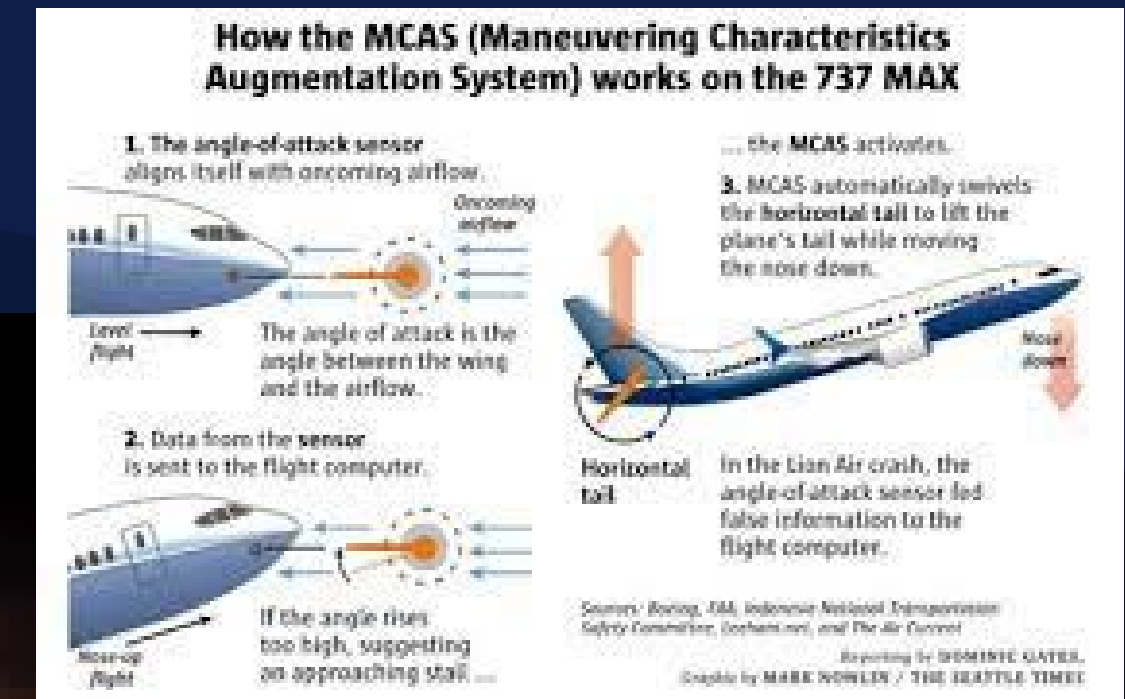 How the MCAS (Maneuvering Characteristics
Augmentation System) works on the 737 MAX
1. The angle-of-attack sensor
aligns itself with oncoming airflow.
Oncoming
airflow
Level
flight
The angle of attack is the
angle between the wing
and the airflow.
2. Data from the sensor
is sent to the flight computer.
Nose-up
flight
If the angle rises
too high, suggesting
an approaching stall ...
... the MCAS activates.
3. MCAS automatically swivels
the horizontal tail to lift the
plane's tail while moving
the nose down.
Nose
down
Horizontal
tail
In the Lion Air crash, the
angle-of-attack sensor fed
false information to the
flight computer.
Sources: Boeing, FAA, Indonesia National Transportation
Safety Committee, Leeham.net, and The Air Current
Reporting by DOMINIC GATES,
Graphic by MARK NOWLIN / THE SEATTLE TIMES